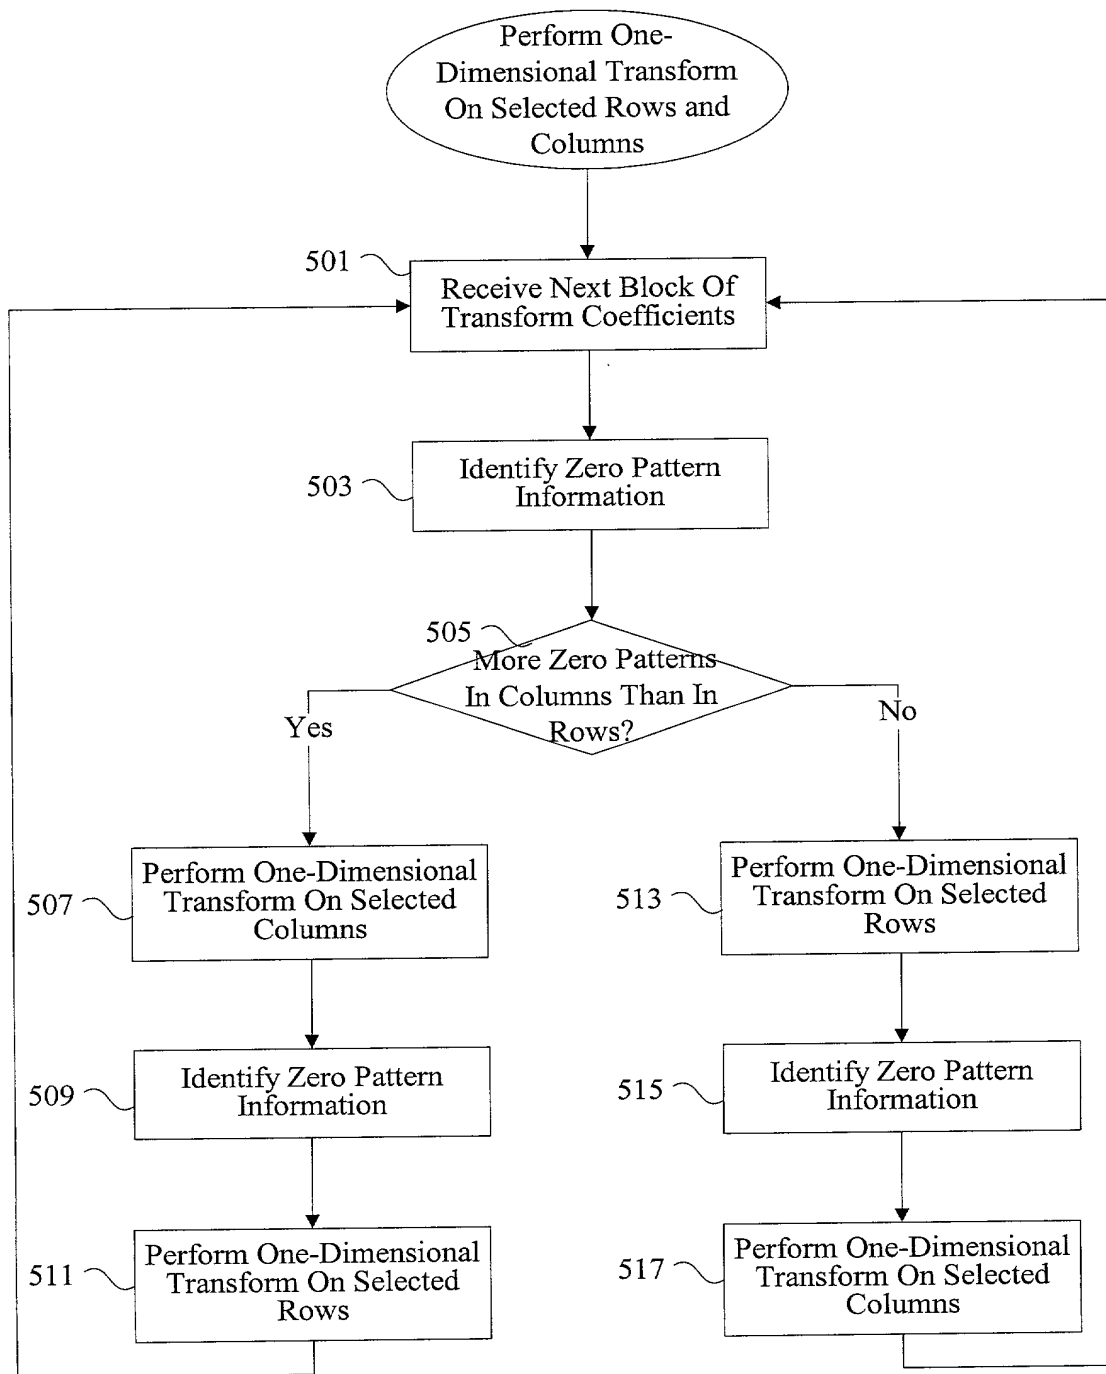 Perform One-
Dimensional Transform
On Selected Rows and
Columns
501
Receive Next Block Of
Transform Coefficients
503
Identify Zero Pattern
Information
505
More Zero Patterns
In Columns Than In
Rows?
Yes
No
507
Perform One-Dimensional
Transform On Selected
Columns
513
Perform One-Dimensional
Transform On Selected
Rows
509
Identify Zero Pattern
Information
515
Identify Zero Pattern
Information
511
Perform One-Dimensional
Transform On Selected
Rows
517
Perform One-Dimensional
Transform On Selected
Columns